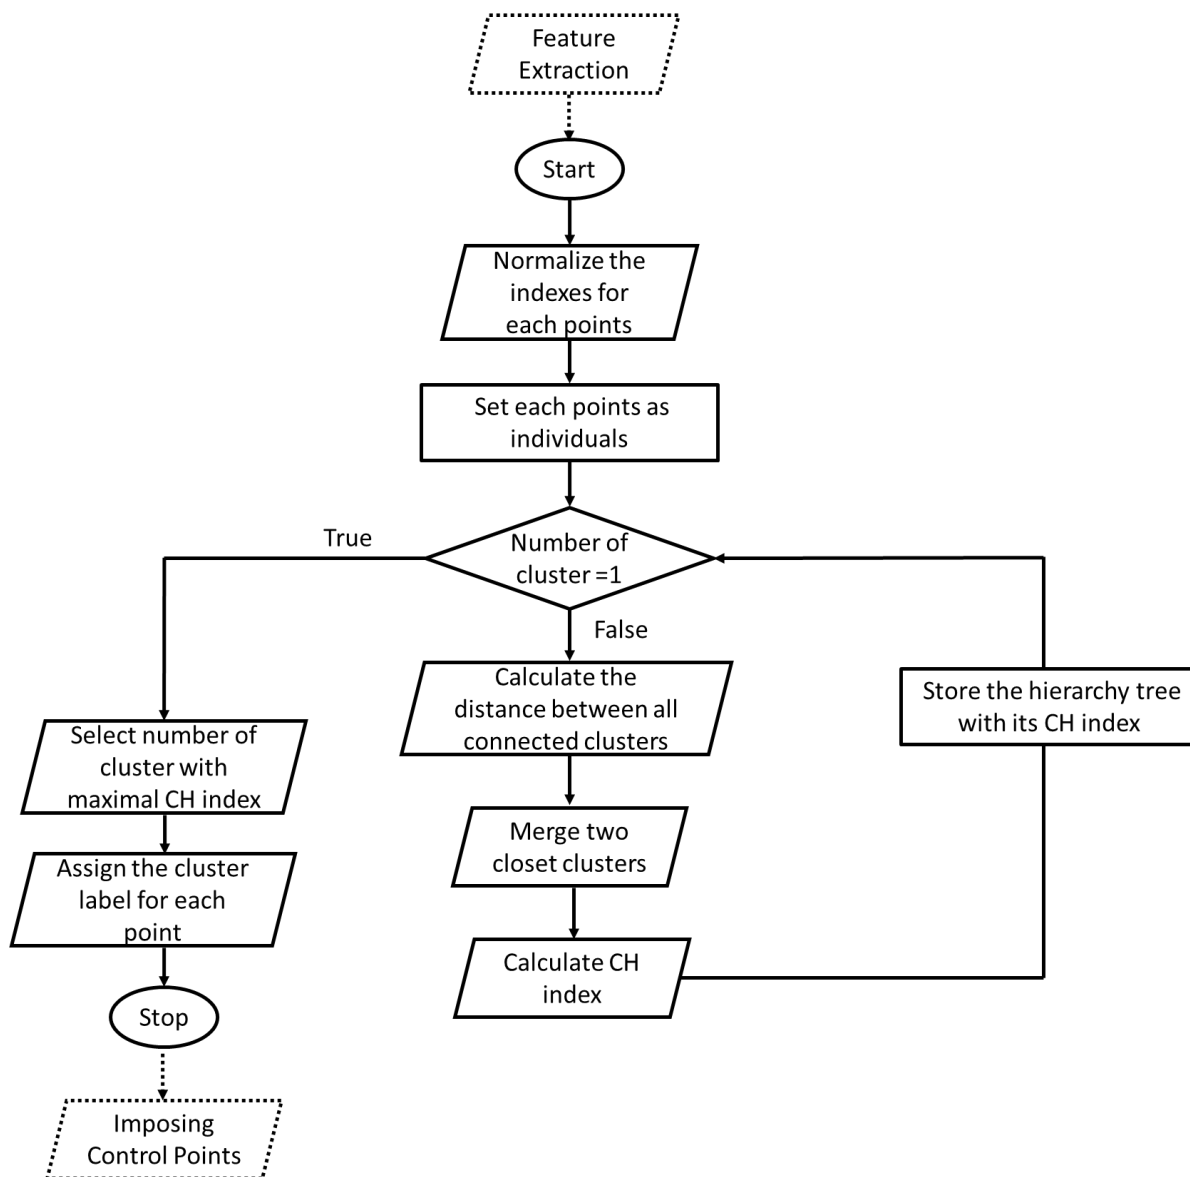 Feature
Extraction
Start
Normalize the
indexes for
each points
Set each points as
individuals
Number of
cluster =1
True
False
Calculate the
distance between all
connected clusters
Merge two
closet clusters
Calculate CH
index
Store the hierarchy tree
with its CH index
Select number of
cluster with
maximal CH index
Assign the cluster
label for each
point
Stop
Imposing
Control Points